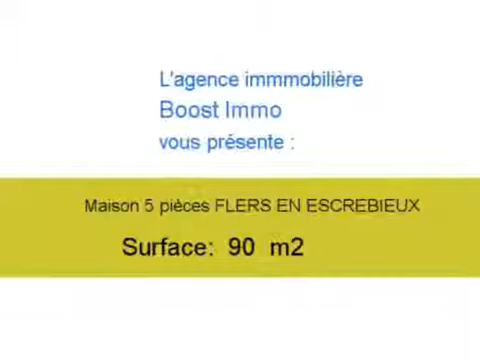 L'agence immmobilière
Boost Immo
vous présente :
Maison 5 pièces FLERS EN ESCREBIEUX
Surface: 90 m2